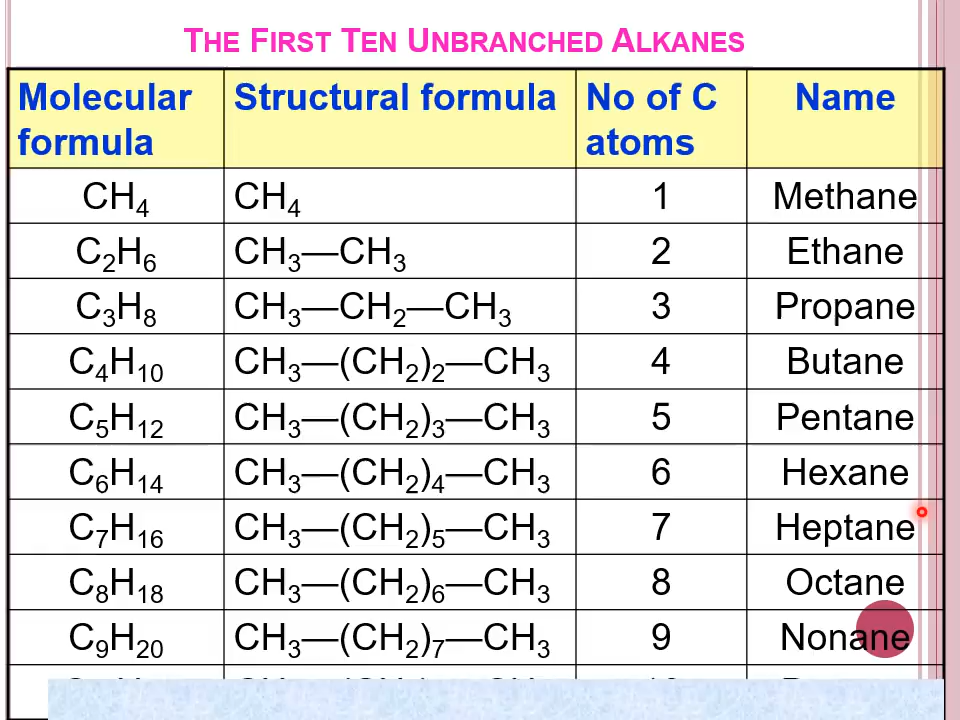 THE FIRST TEN UNBRANCHED ALKANES
Molecular formula Structural formula No of C atoms Name
CH₄ CH₄ 1 Methane
C₂H₆ CH₃—CH₃ 2 Ethane
C₃H₈ CH₃—CH₂—CH₃ 3 Propane
C₄H₁₀ CH₃—(CH₂)₂—CH₃ 4 Butane
C₅H₁₂ CH₃—(CH₂)₃—CH₃ 5 Pentane
C₆H₁₄ CH₃—(CH₂)₄—CH₃ 6 Hexane
C₇H₁₆ CH₃—(CH₂)₅—CH₃ 7 Heptane
C₈H₁₈ CH₃—(CH₂)₆—CH₃ 8 Octane
C₉H₂₀ CH₃—(CH₂)₇—CH₃ 9 Nonane